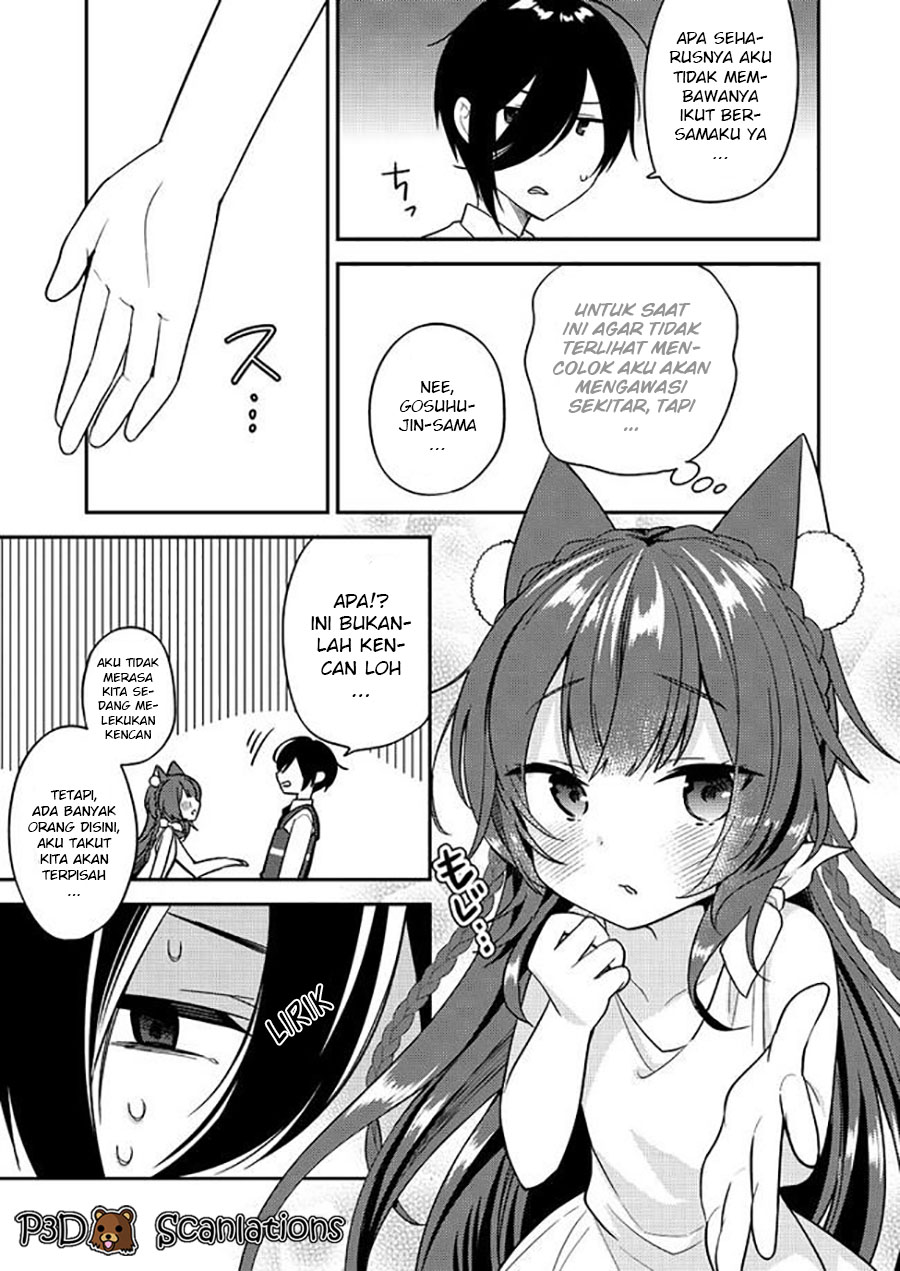 APA SEHA-
RUSNYA AKU
TIDAK MEM-
BAWANYA
IKUT BER-
SAMAKU YA
...
ちっ
UNTUK SAAT
INI AGAR TIDAK
TERLIHAT MEN-
COLOK AKU AKAN
MENGAWASI
SEKITAR, TAPI
...
NEE,
GOSUHU-
JIN-SAMA
...
ス...
もじ...
APA!?
INI BUKAN-
LAH KEN-
CAN LOH
...
AKU TIDAK
MERASA
KITA SE-
DANG ME-
LEKUKAN
KENCAN
TETAPI,
ADA BANYAK
ORANG DISINI,
AKU TAKUT
KITA AKAN
TERPISAH
...
LIRIK
P3D Scanlations